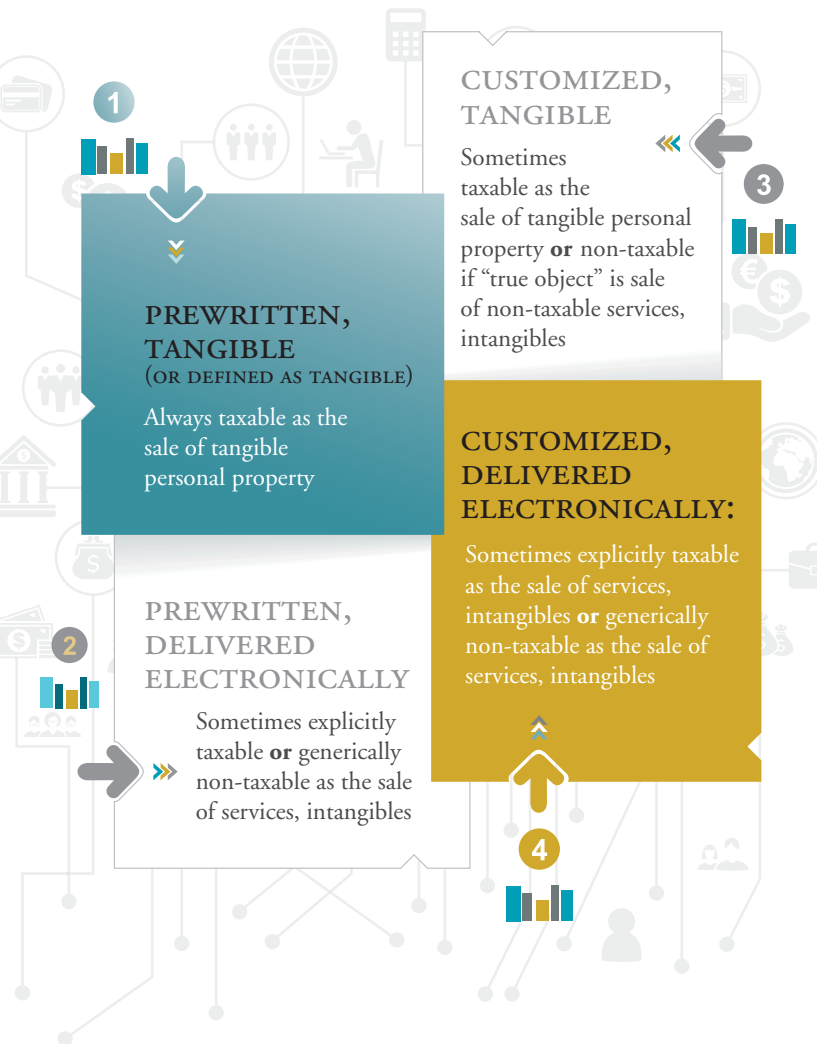 1
PREWRITTEN,
TANGIBLE
(OR DEFINED AS TANGIBLE)
Always taxable as the
sale of tangible
personal property
2
PREWRITTEN,
DELIVERED
ELECTRONICALLY
Sometimes explicitly
taxable or generically
non-taxable as the sale
of services, intangibles
CUSTOMIZED,
TANGIBLE
3
Sometimes
taxable as the
sale of tangible personal
property or non-taxable
if “true object” is sale
of non-taxable services,
intangibles
CUSTOMIZED,
DELIVERED
ELECTRONICALLY:
Sometimes explicitly taxable
as the sale of services,
intangibles or generically
non-taxable as the sale of
services, intangibles
4